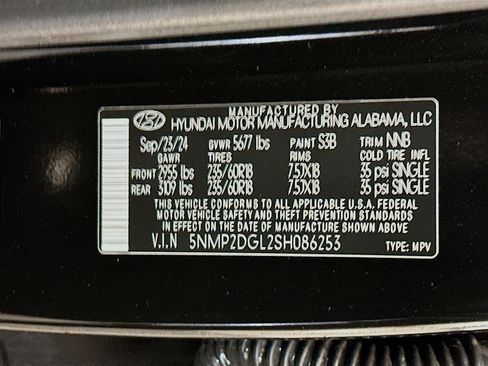 MANUFACTURED BY
HYUNDAI MOTOR MANUFACTURING ALABAMA, LLC
Sep/23/24 GVWR 5677 lbs PAINT S3B TRIM NNB
GAWR TIRES RIMS COLD TIRE INFL
FRONT 2955 lbs 235/60R18 7.5JX18 35 psi SINGLE
REAR 3109 lbs 235/60R18 7.5JX18 35 psi SINGLE
THIS VEHICLE CONFORMS TO ALL APPLICABLE U.S.A. FEDERAL
MOTOR VEHICLE SAFETY AND THEFT PREVENTION STANDARDS
IN EFFECT ON THE DATE OF MANUFACTURE SHOWN ABOVE
V.I.N 5NMP2DGL2SH086253 TYPE: MPV